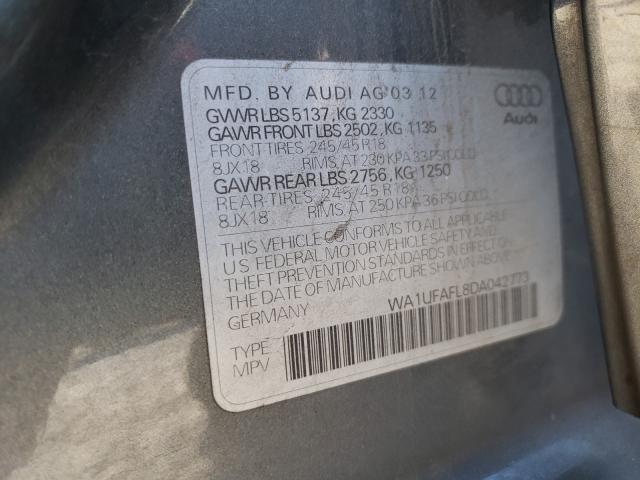 MFD. BY AUDI AG 03 12
GVWR LBS 5137, KG 2330
GAWR FRONT LBS 2502, KG 1135
FRONT TIRES 245/45 R18
8JX18 RIMS, AT 230 KPA 33 PSI COLD
GAWR REAR LBS 2756, KG 1250
REAR TIRES 245/45 R18
8JX18 RIMS, AT 250 KPA 36 PSI COLD
Audi
THIS VEHICLE CONFORMS TO ALL APPLICABLE
U S FEDERAL MOTOR VEHICLE SAFETY AND
THEFT PREVENTION STANDARDS IN EFFECT ON
THE DATE OF MANUFACTURE SHOWN ABOVE
GERMANY WA1UFAFL8DA042773
TYPE :
MPV